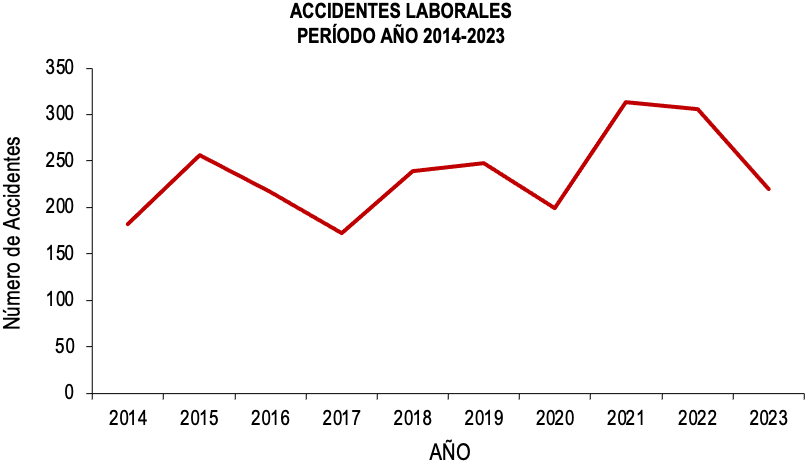 ACCIDENTES LABORALES
PERÍODO AÑO 2014-2023
Número de Accidentes
350
300
250
200
150
100
50
0
2014 2015 2016 2017 2018 2019 2020 2021 2022 2023
AÑO